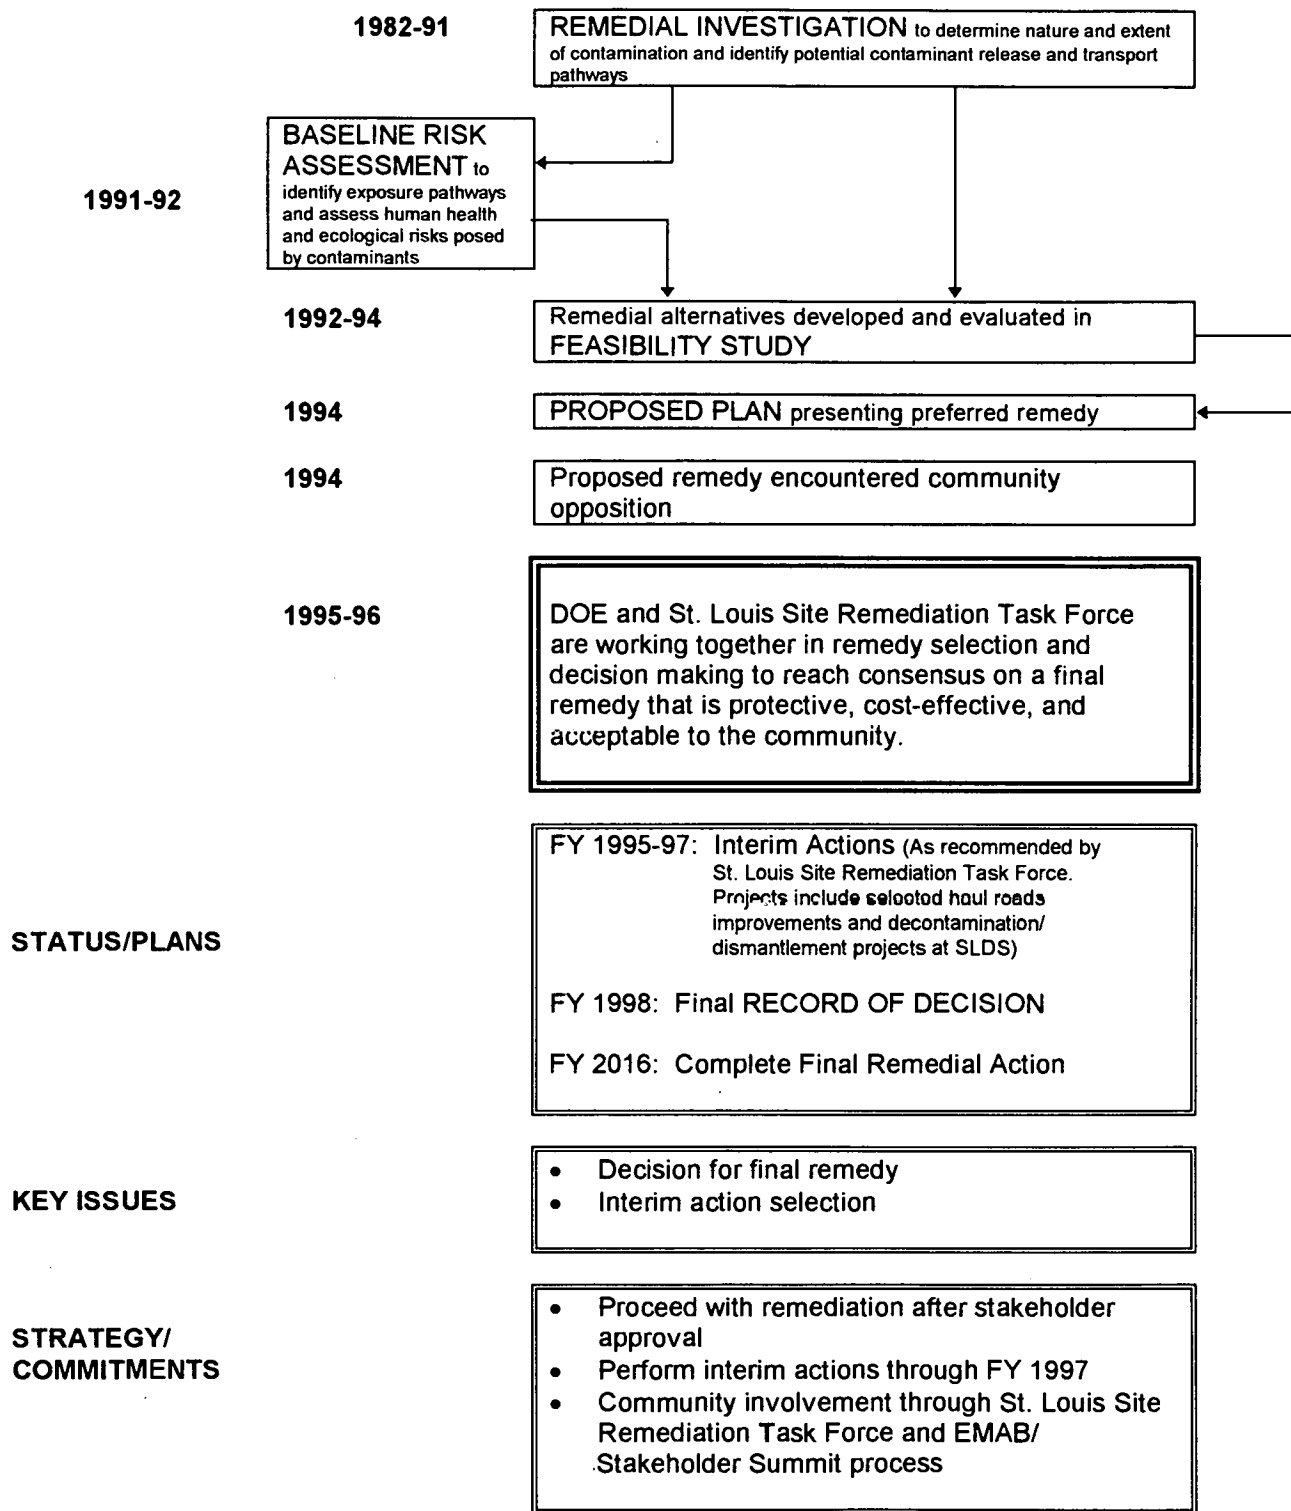 1982-91
REMEDIAL INVESTIGATION to determine nature and extent
of contamination and identify potential contaminant release and transport
pathways
1991-92
BASELINE RISK
ASSESSMENT to
identify exposure pathways
and assess human health
and ecological risks posed
by contaminants
1992-94
Remedial alternatives developed and evaluated in
FEASIBILITY STUDY
1994
PROPOSED PLAN presenting preferred remedy
1994
Proposed remedy encountered community
opposition
1995-96
DOE and St. Louis Site Remediation Task Force
are working together in remedy selection and
decision making to reach consensus on a final
remedy that is protective, cost-effective, and
acceptable to the community.
STATUS/PLANS
FY 1995-97: Interim Actions (As recommended by
St. Louis Site Remediation Task Force.
Projects include selected haul roads
improvements and decontamination/
dismantlement projects at SLDS)
FY 1998: Final RECORD OF DECISION
FY 2016: Complete Final Remedial Action
KEY ISSUES
• Decision for final remedy
• Interim action selection
STRATEGY/
COMMITMENTS
• Proceed with remediation after stakeholder
approval
• Perform interim actions through FY 1997
• Community involvement through St. Louis Site
Remediation Task Force and EMAB/
Stakeholder Summit process